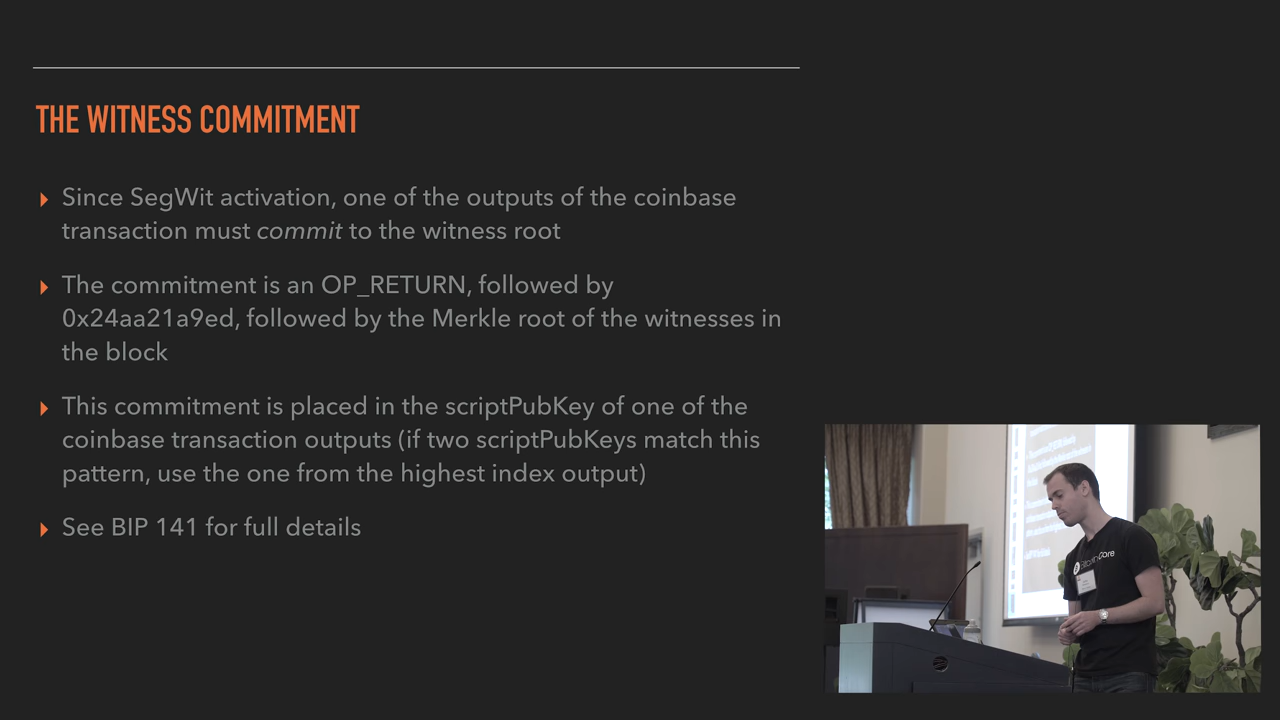 THE WITNESS COMMITMENT
Since SegWit activation, one of the outputs of the coinbase
transaction must commit to the witness root
The commitment is an OP_RETURN, followed by
0x24aa21a9ed, followed by the Merkle root of the witnesses in
the block
This commitment is placed in the scriptPubKey of one of the
coinbase transaction outputs (if two scriptPubKeys match this
pattern, use the one from the highest index output)
See BIP 141 for full details
Bitcoin Core